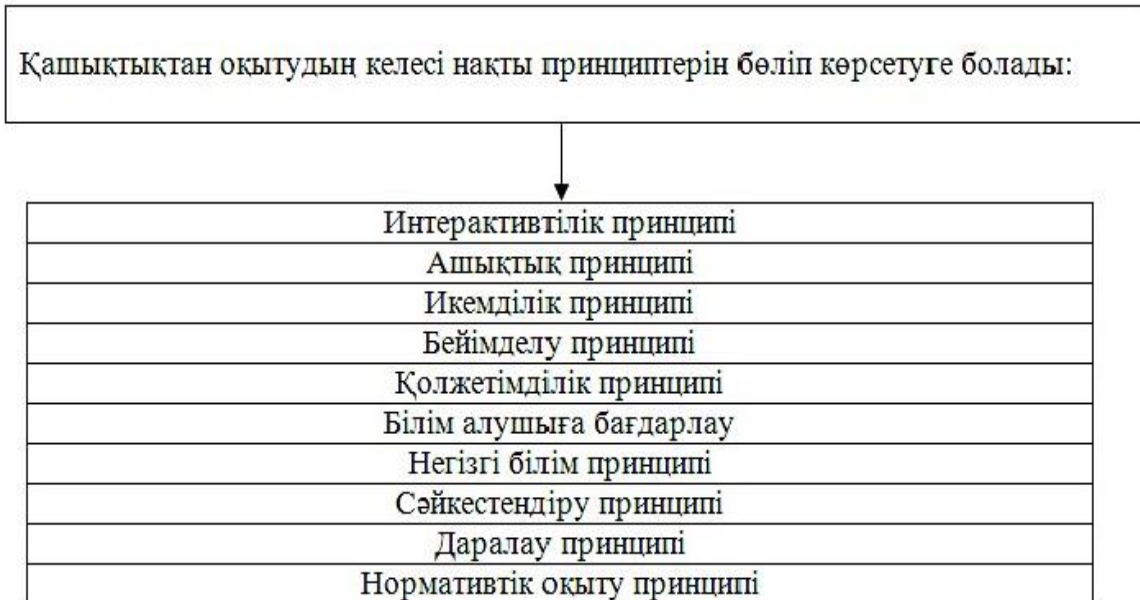 Қашықтықтан оқытудың келесі нақты принциптерін бөліп көрсетуге болады:
Интерактивтілік принципі
Ашықтық принципі
Икемділік принципі
Бейімделу принципі
Қолжетімділік принципі
Білім алушыға бағдарлау
Негізгі білім принципі
Сәйкестендіру принципі
Даралау принципі
Нормативтік оқыту принципі